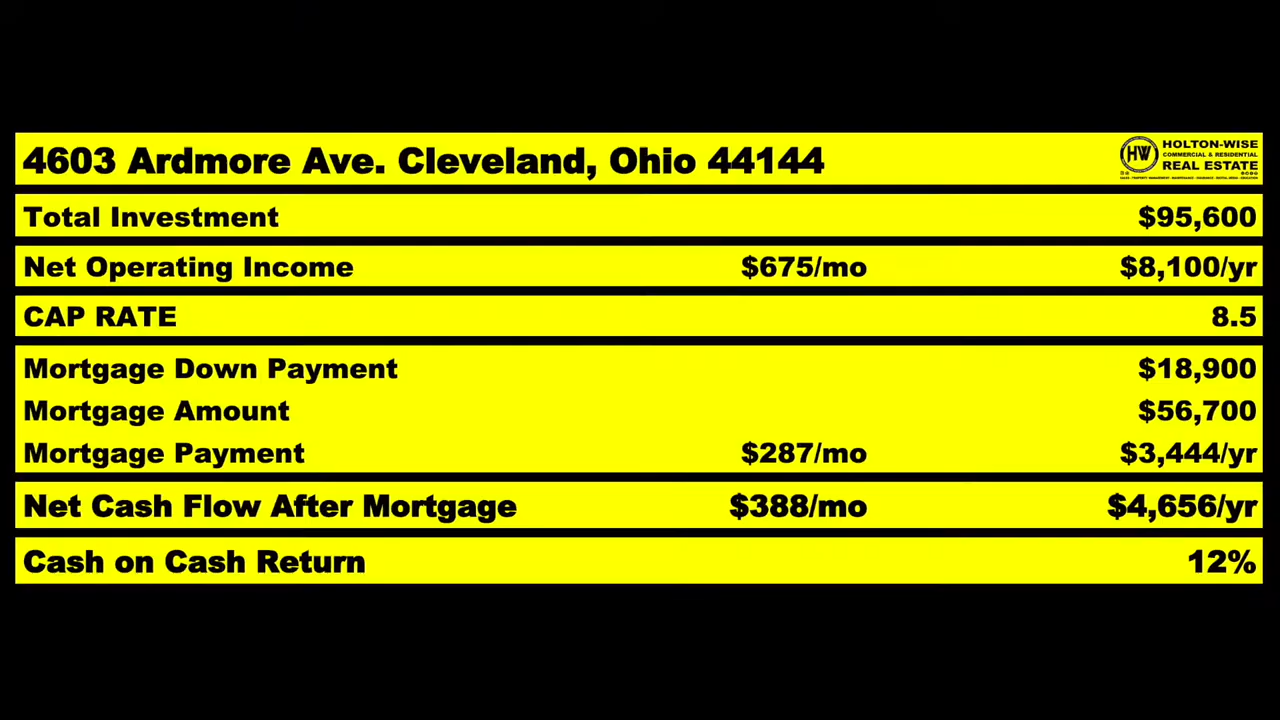 4603 Ardmore Ave. Cleveland, Ohio 44144
HW
HOLTON-WISE
COMMERCIAL & RESIDENTIAL
REAL ESTATE
Total Investment $95,600
Net Operating Income $675/mo $8,100/yr
CAP RATE 8.5
Mortgage Down Payment $18,900
Mortgage Amount $56,700
Mortgage Payment $287/mo $3,444/yr
Net Cash Flow After Mortgage $388/mo $4,656/yr
Cash on Cash Return 12%